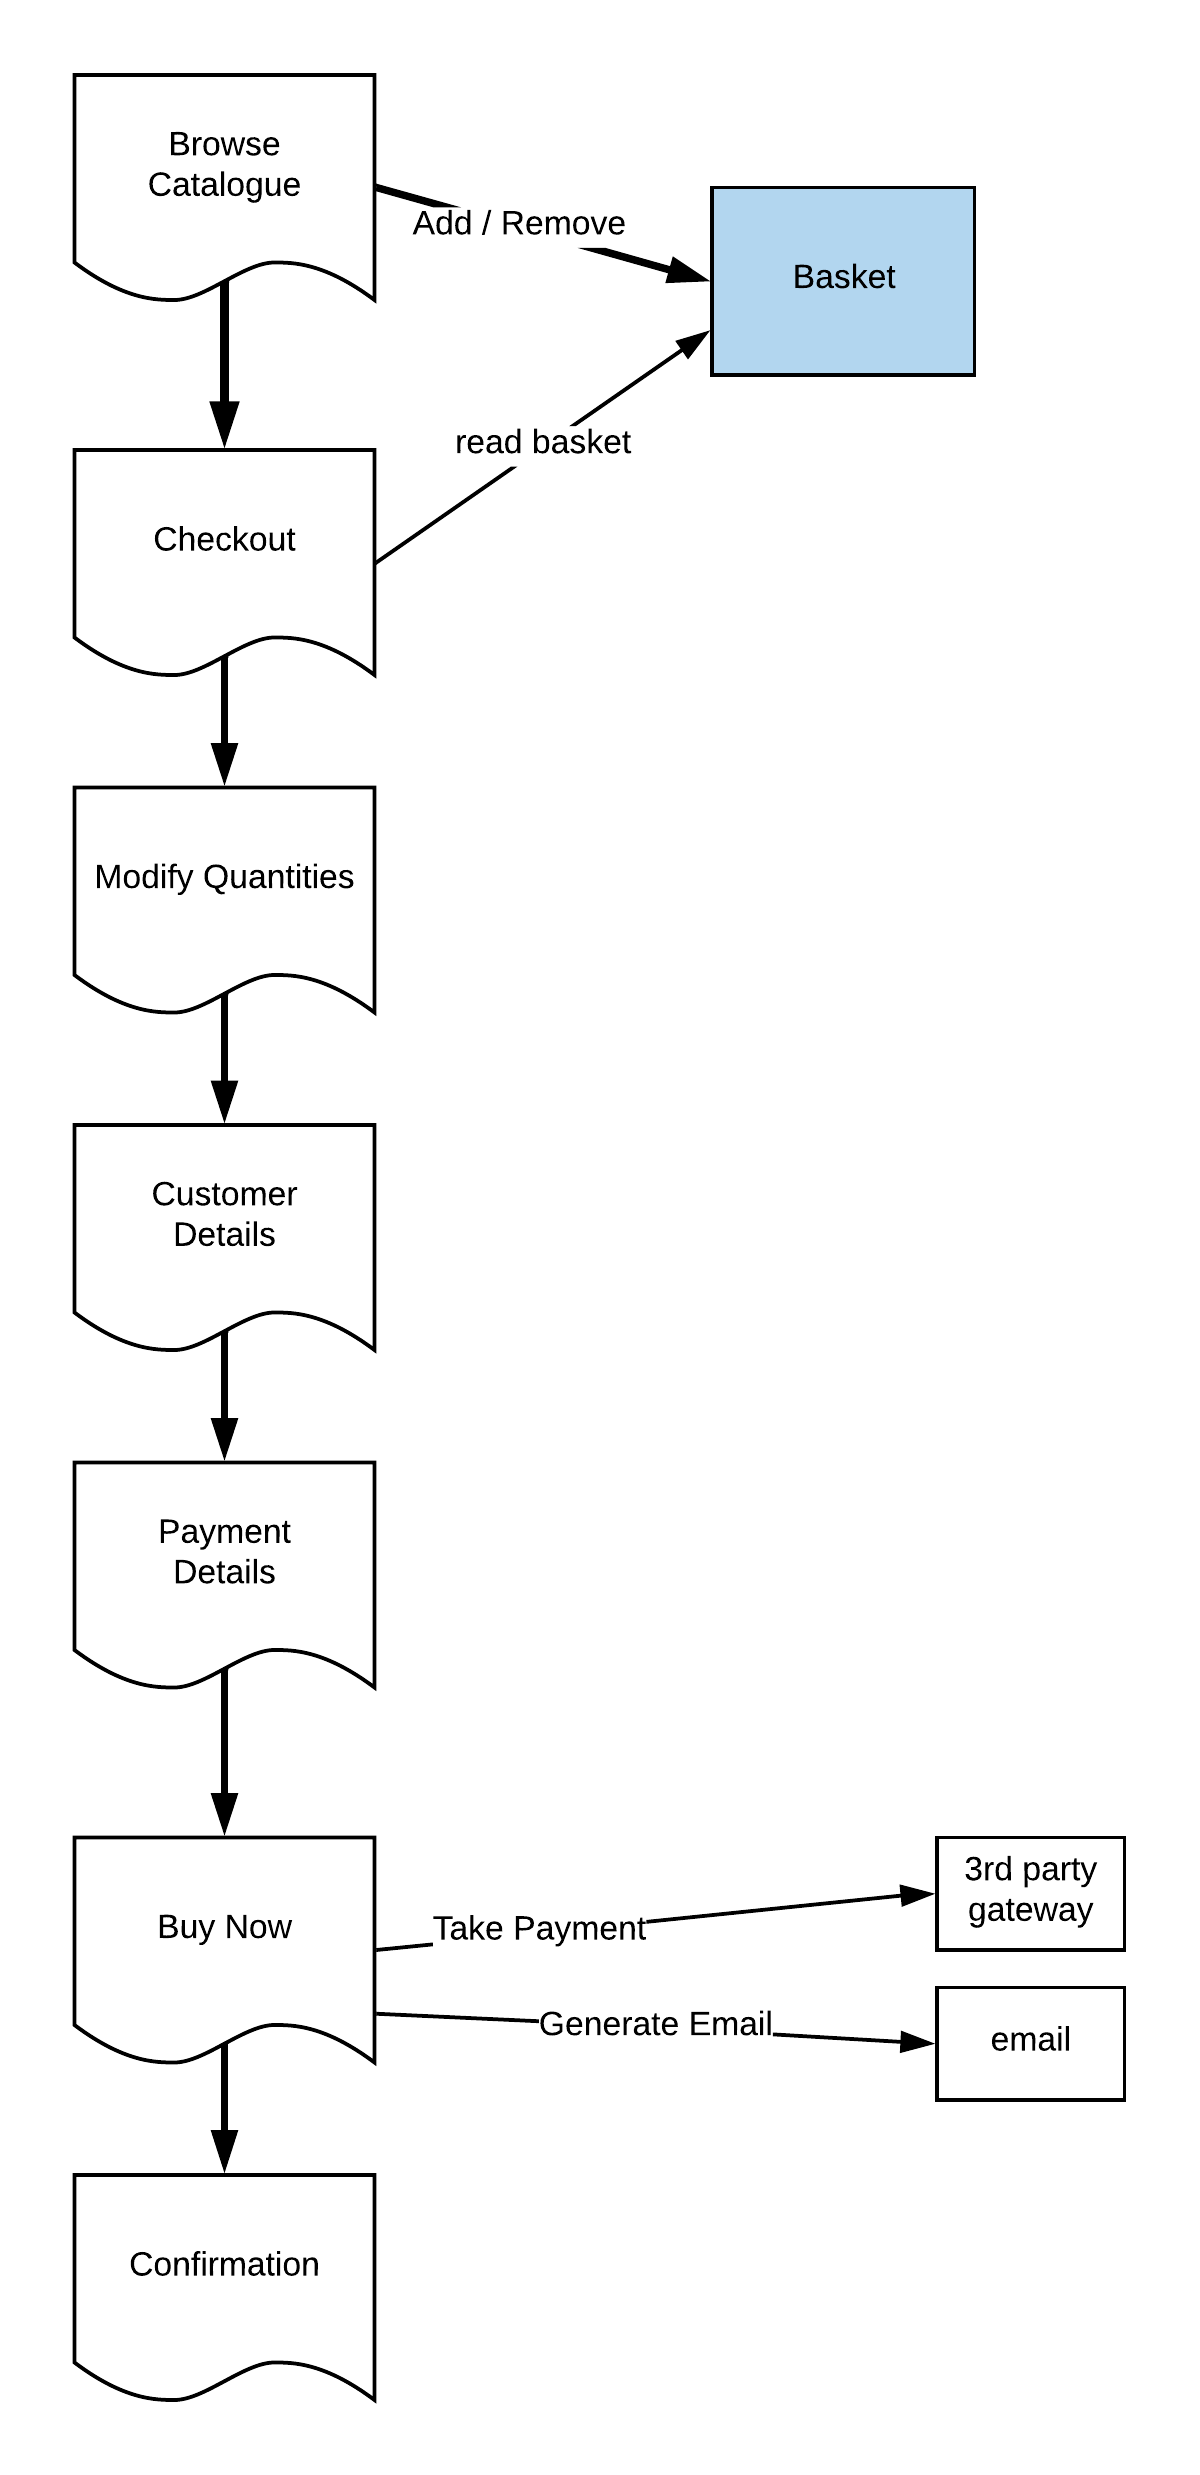 Browse
Catalogue
Add / Remove
Basket
read basket
Checkout
Modify Quantities
Customer
Details
Payment
Details
Buy Now
Take Payment
3rd party
gateway
Generate Email
email
Confirmation